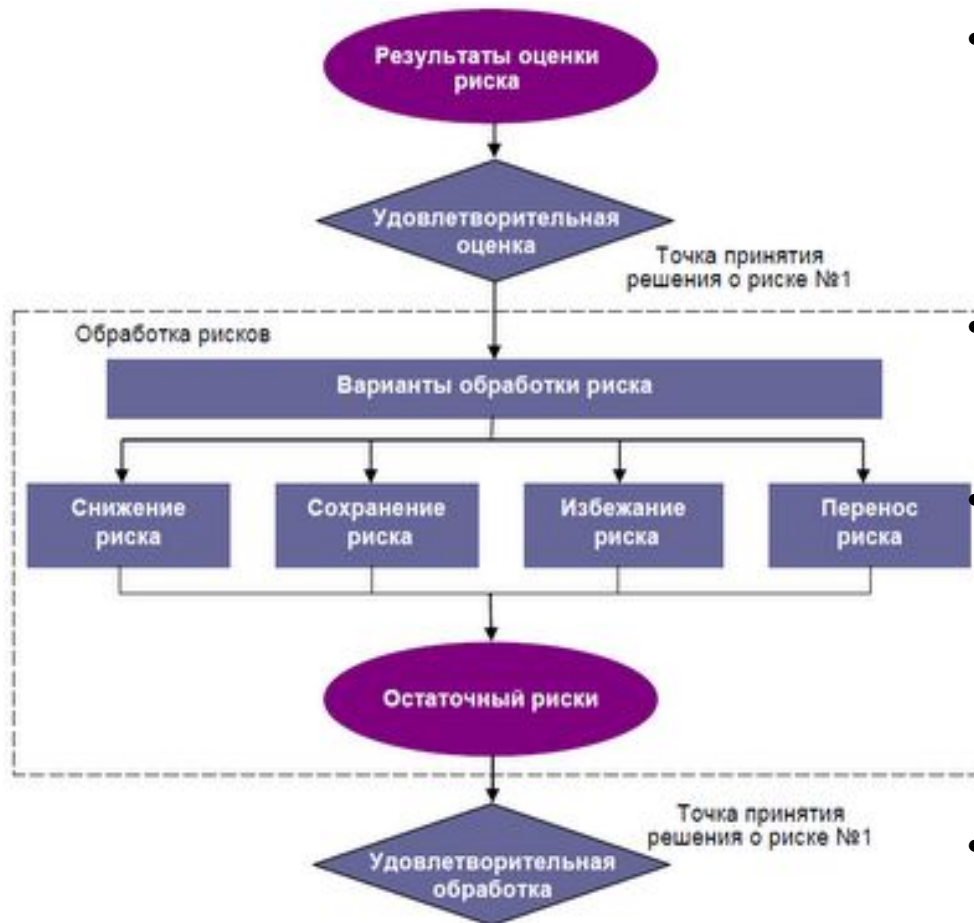 Результаты оценки
риска
Удовлетворительная
оценка
Точка принятия
решения о риске №1
Обработка рисков
Варианты обработки риска
Снижение
риска
Сохранение
риска
Избежание
риска
Перенос
риска
Остаточный риски
Точка принятия
решения о риске №1
Удовлетворительная
обработка